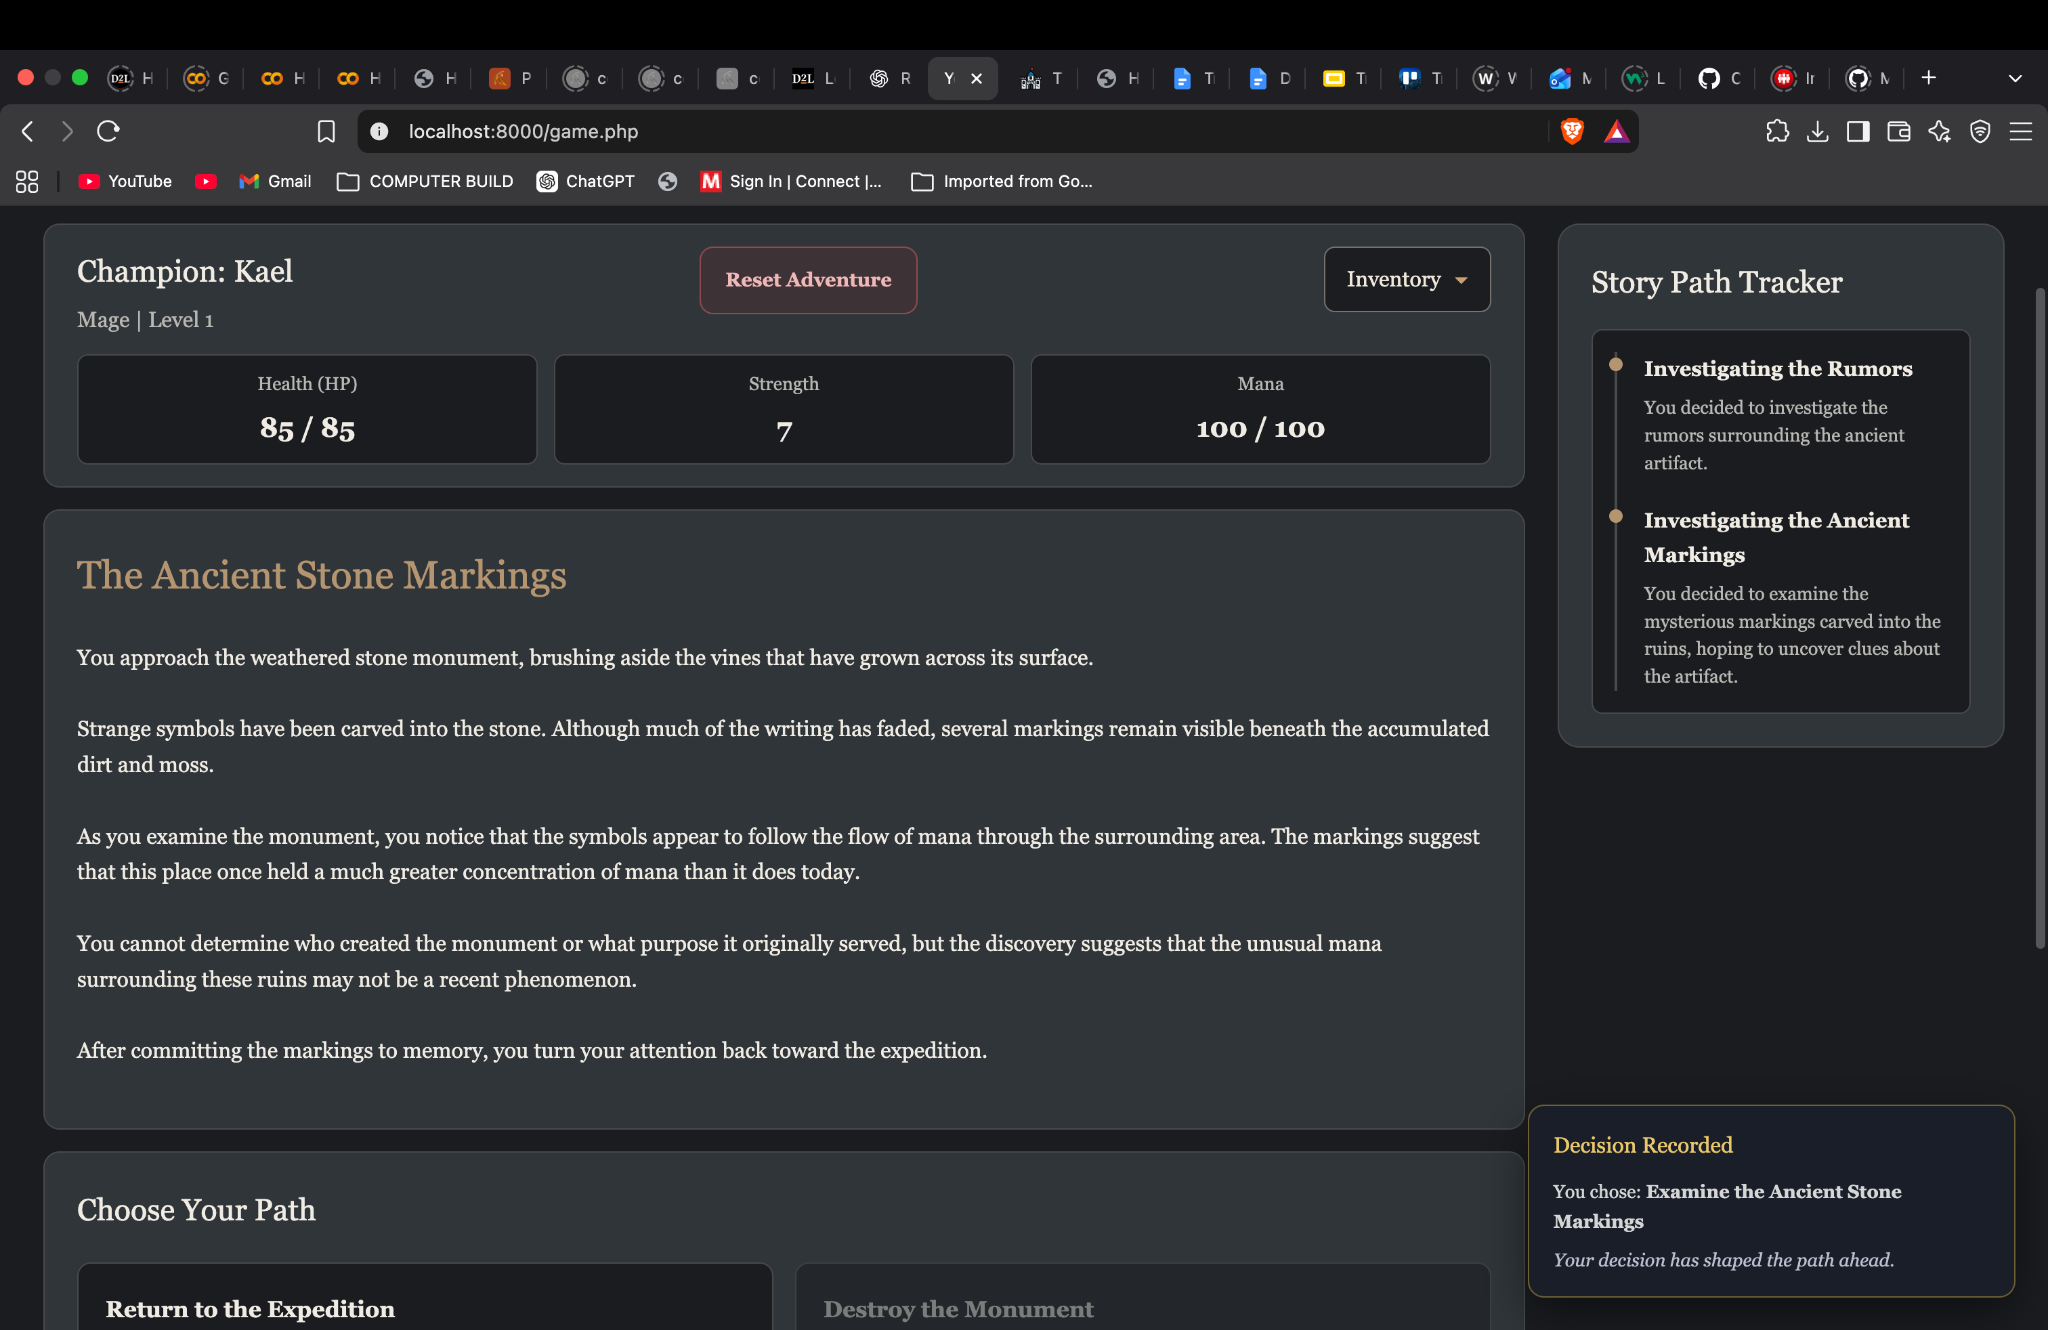 D2L H
G
H
H
H
P
c
c
c
D2L L
R
Y
T
H
T
D
T
T
W V
M
L
C
Ir
M
localhost:8000/game.php
YouTube
Gmail
COMPUTER BUILD
ChatGPT
M Sign In | Connect |...
Imported from Go...
Champion: Kael
Mage | Level 1
Reset Adventure
Inventory
Health (HP)
85 / 85
Strength
7
Mana
100 / 100
The Ancient Stone Markings
You approach the weathered stone monument, brushing aside the vines that have grown across its surface.
Strange symbols have been carved into the stone. Although much of the writing has faded, several markings remain visible beneath the accumulated
dirt and moss.
As you examine the monument, you notice that the symbols appear to follow the flow of mana through the surrounding area. The markings suggest
that this place once held a much greater concentration of mana than it does today.
You cannot determine who created the monument or what purpose it originally served, but the discovery suggests that the unusual mana
surrounding these ruins may not be a recent phenomenon.
After committing the markings to memory, you turn your attention back toward the expedition.
Choose Your Path
Return to the Expedition
Destroy the Monument
Story Path Tracker
Investigating the Rumors
You decided to investigate the
rumors surrounding the ancient
artifact.
Investigating the Ancient
Markings
You decided to examine the
mysterious markings carved into the
ruins, hoping to uncover clues about
the artifact.
Decision Recorded
You chose: Examine the Ancient Stone
Markings
Your decision has shaped the path ahead.